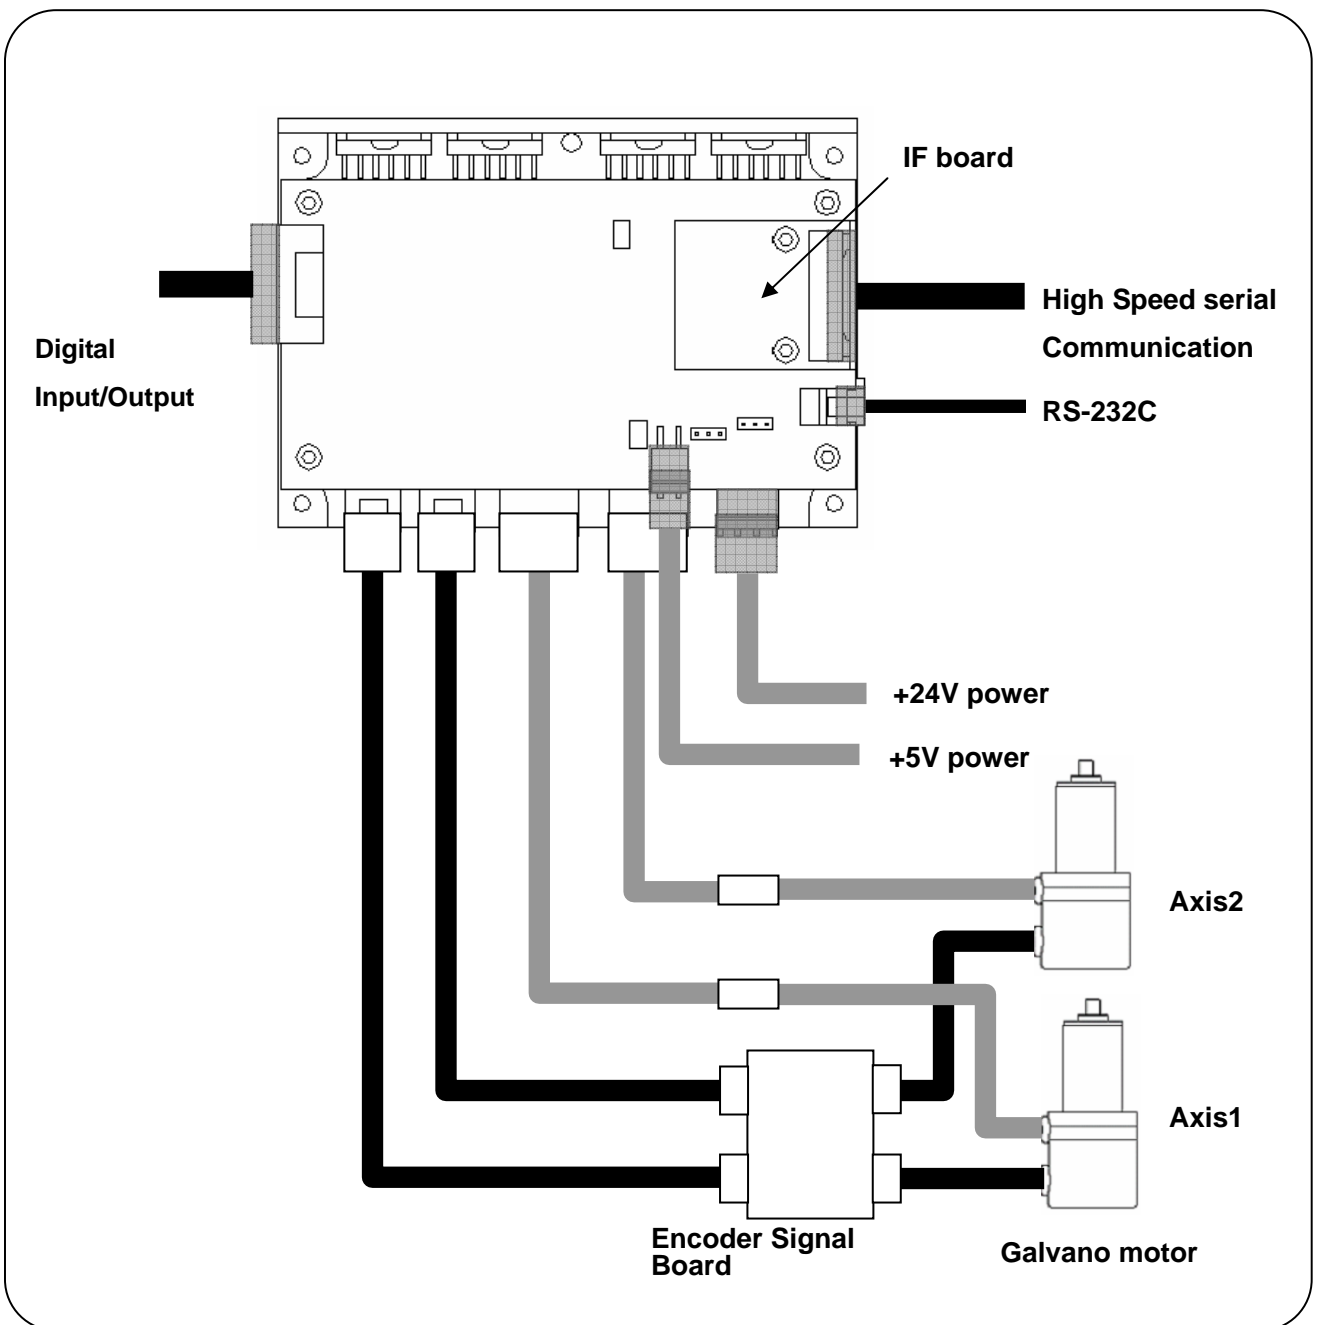 IF board
High Speed serial
Communication
Digital
Input/Output
RS-232C
+24V power
+5V power
Axis2
Axis1
Encoder Signal
Board
Galvano motor